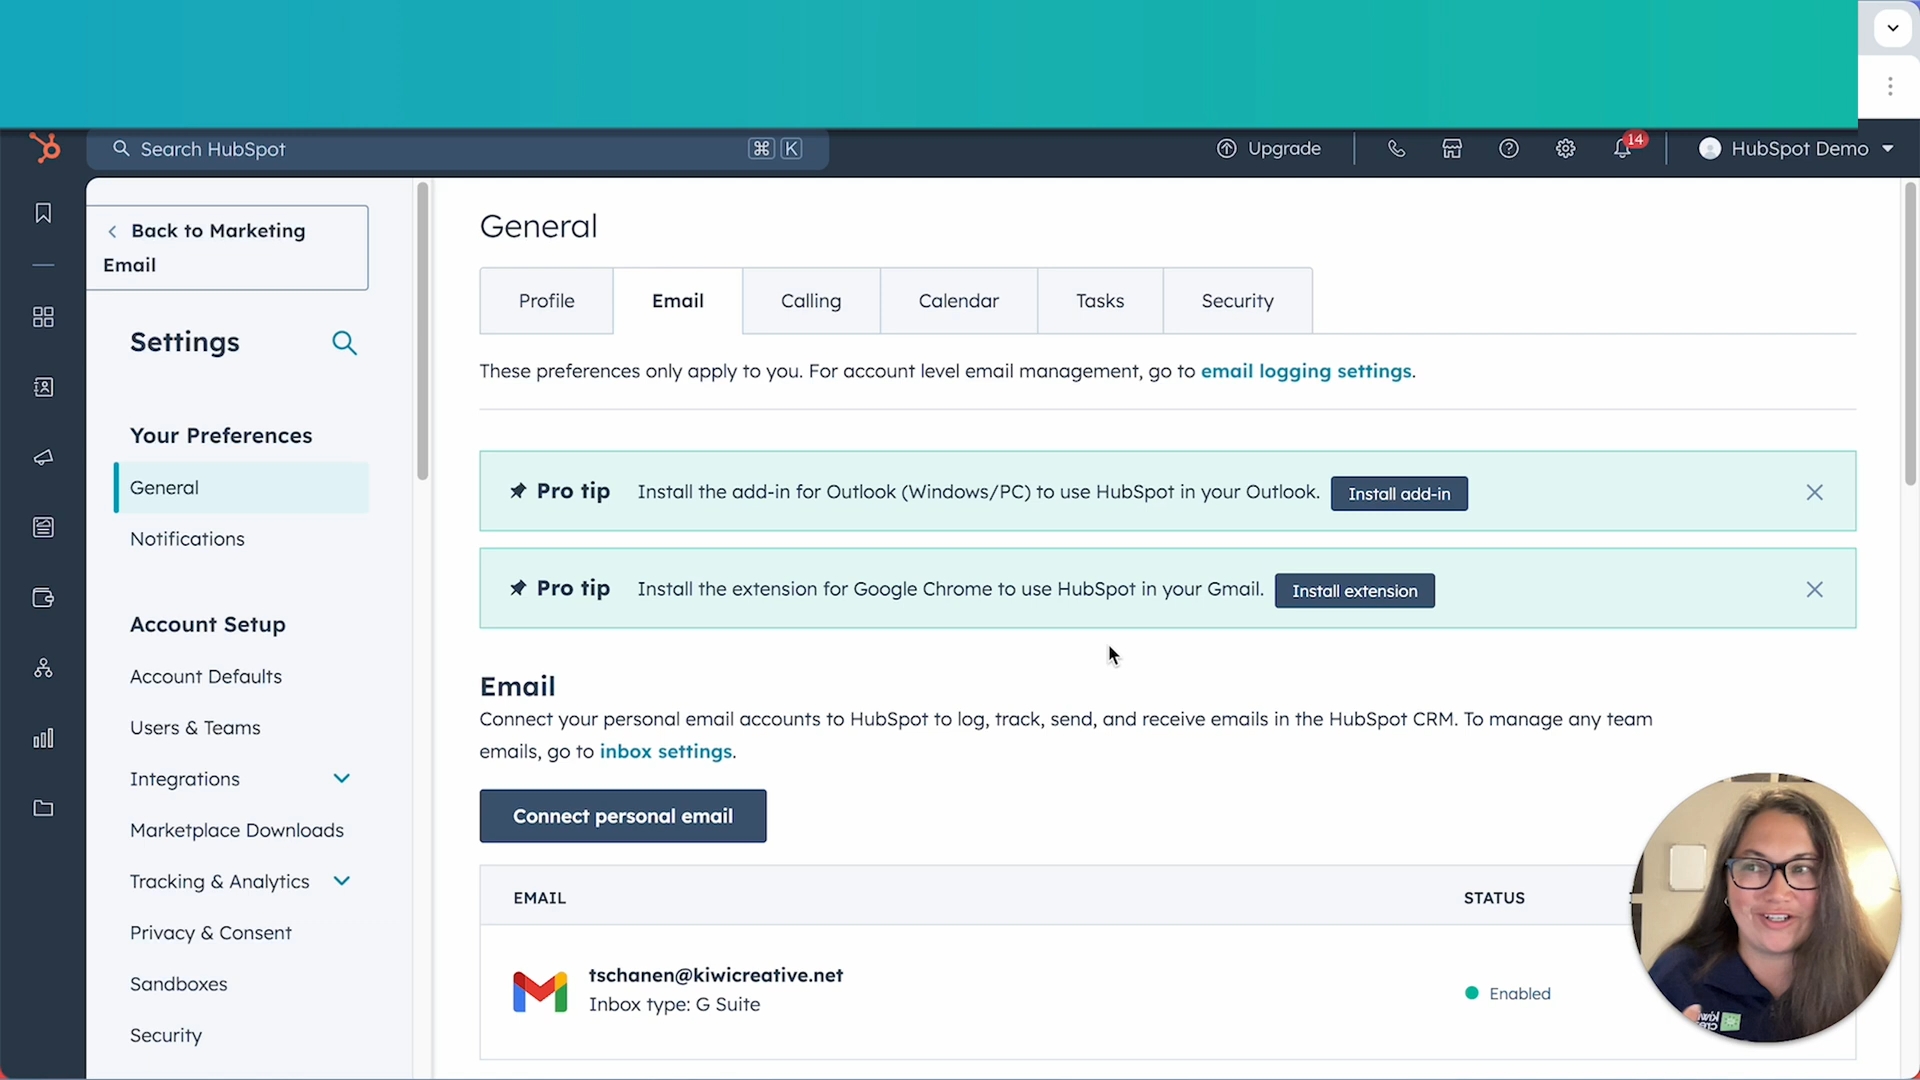 Search HubSpot
⌘ K
Upgrade
14
HubSpot Demo
Back to Marketing
Email
Settings
Your Preferences
General
Notifications
Account Setup
Account Defaults
Users & Teams
Integrations
Marketplace Downloads
Tracking & Analytics
Privacy & Consent
Sandboxes
Security
General
Profile
Email
Calling
Calendar
Tasks
Security
These preferences only apply to you. For account level email management, go to email logging settings.
Pro tip Install the add-in for Outlook (Windows/PC) to use HubSpot in your Outlook. Install add-in
Pro tip Install the extension for Google Chrome to use HubSpot in your Gmail. Install extension
Email
Connect your personal email accounts to HubSpot to log, track, send, and receive emails in the HubSpot CRM. To manage any team
emails, go to inbox settings.
Connect personal email
EMAIL
STATUS
tschanen@kiwicreative.net
Inbox type: G Suite
Enabled